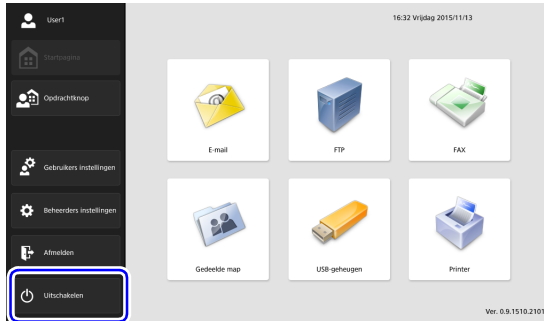 User1
16:32 Vrijdag 2015/11/13
Startpagina
Opdrachtknop
Gebruikers instellingen
Beheerders instellingen
Afmelden
Uitschakelen
E-mail
FTP
FAX
Gedeelde map
USB-geheugen
Printer
Ver. 0.9.1510.2101